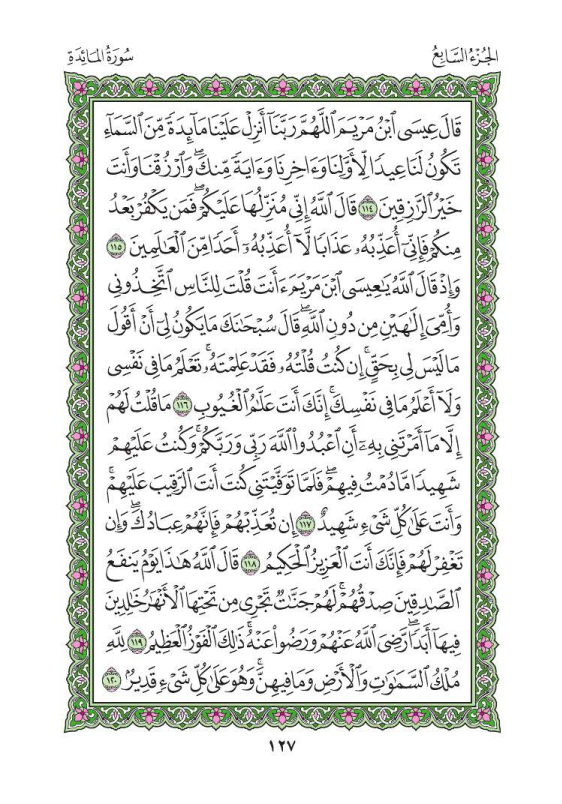 الجُزْءُ السَّابِعُ
سُورَةُ المَائِدَةِ
قَالَ عِيسَى ٱبْنُ مَرْيَمَ ٱللَّهُمَّ رَبَّنَآ أَنزِلْ عَلَيْنَا مَآئِدَةً مِّنَ ٱلسَّمَآءِ
تَكُونُ لَنَا عِيدًا لِّأَوَّلِنَا وَءَاخِرِنَا وَءَايَةً مِّنكَۖ وَٱرْزُقْنَا وَأَنتَ
خَيْرُ ٱلرَّٰزِقِينَ ١١٤ قَالَ ٱللَّهُ إِنِّي مُنَزِّلُهَا عَلَيْكُمْۖ فَمَن يَكْفُرْ بَعْدُ
مِنكُمْ فَإِنِّيٓ أُعَذِّبُهُۥ عَذَابًا لَّآ أُعَذِّبُهُۥٓ أَحَدًا مِّنَ ٱلْعَٰلَمِينَ ١١٥
وَإِذْ قَالَ ٱللَّهُ يَٰعِيسَى ٱبْنَ مَرْيَمَ ءَأَنتَ قُلْتَ لِلنَّاسِ ٱتَّخِذُونِي
وَأُمِّيَ إِلَٰهَيْنِ مِن دُونِ ٱللَّهِۖ قَالَ سُبْحَٰنَكَ مَا يَكُونُ لِيٓ أَنْ أَقُولَ
مَا لَيْسَ لِي بِحَقٍّۚ إِن كُنتُ قُلْتُهُۥ فَقَدْ عَلِمْتَهُۥۚ تَعْلَمُ مَا فِي نَفْسِي
وَلَآ أَعْلَمُ مَا فِي نَفْسِكَۚ إِنَّكَ أَنتَ عَلَّٰمُ ٱلْغُيُوبِ ١١٦ مَا قُلْتُ لَهُمْ
إِلَّا مَآ أَمَرْتَنِي بِهِۦٓ أَنِ ٱعْبُدُواْ ٱللَّهَ رَبِّي وَرَبَّكُمْۚ وَكُنتُ عَلَيْهِمْ
شَهِيدًا مَّا دُمْتُ فِيهِمْۖ فَلَمَّا تَوَفَّيْتَنِي كُنتَ أَنتَ ٱلرَّقِيبَ عَلَيْهِمْۚ
وَأَنتَ عَلَىٰ كُلِّ شَيْءٍ شَهِيدٌ ١١٧ إِن تُعَذِّبْهُمْ فَإِنَّهُمْ عِبَادُكَۖ وَإِن
تَغْفِرْ لَهُمْ فَإِنَّكَ أَنتَ ٱلْعَزِيزُ ٱلْحَكِيمُ ١١٨ قَالَ ٱللَّهُ هَٰذَا يَوْمُ يَنفَعُ
ٱلصَّٰدِقِينَ صِدْقُهُمْۚ لَهُمْ جَنَّٰتٌ تَجْرِي مِن تَحْتِهَا ٱلْأَنْهَٰرُ خَٰلِدِينَ
فِيهَآ أَبَدًاۖ رَّضِيَ ٱللَّهُ عَنْهُمْ وَرَضُواْ عَنْهُۚ ذَٰلِكَ ٱلْفَوْزُ ٱلْعَظِيمُ ١١٩ لِلَّهِ
مُلْكُ ٱلسَّمَٰوَٰتِ وَٱلْأَرْضِ وَمَا فِيهِنَّۚ وَهُوَ عَلَىٰ كُلِّ شَيْءٍ قَدِيرٌۢ ١٢٠
١٢٧